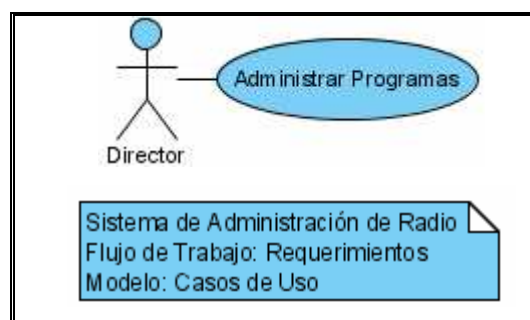 Administrar Programas
Director
Sistema de Administración de Radio
Flujo de Trabajo: Requerimientos
Modelo: Casos de Uso